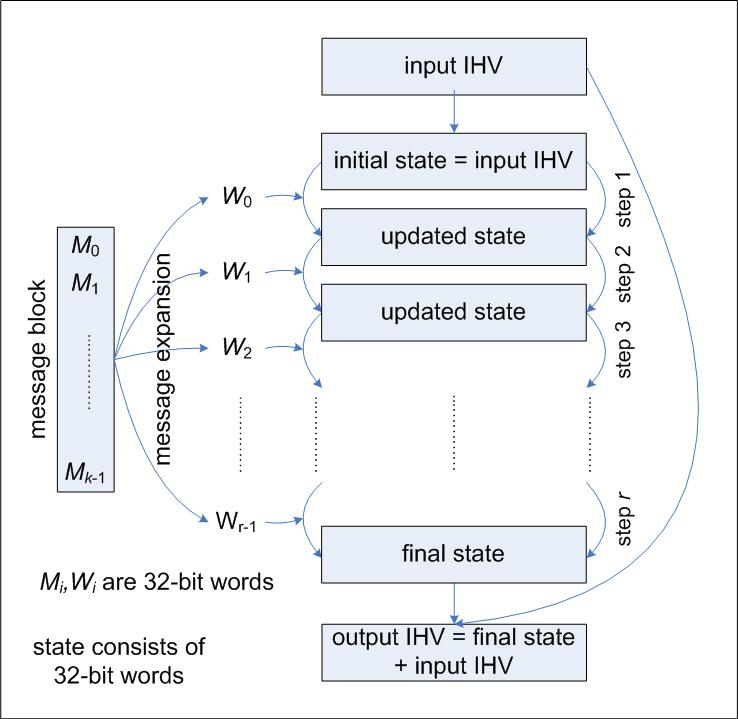 input IHV
initial state = input IHV
step 1
W0
updated state
step 2
W1
updated state
step 3
W2
message block
M0
M1
Mk-1
message expansion
Wr-1
step r
final state
Mi,Wi are 32-bit words
output IHV = final state
+ input IHV
state consists of
32-bit words